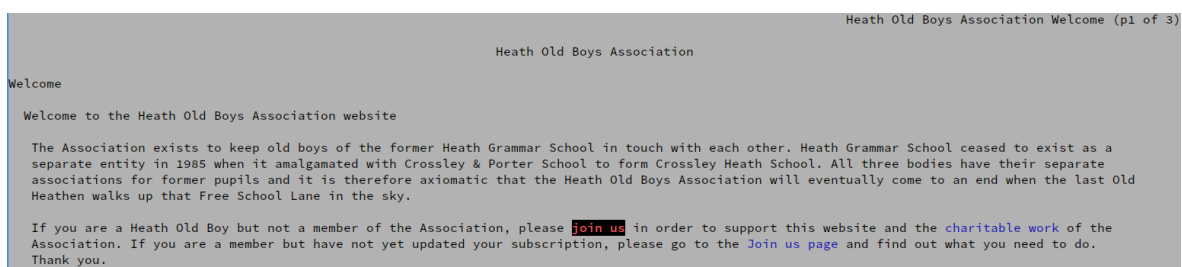 Heath Old Boys Association Welcome (p1 of 3)
Heath Old Boys Association
Welcome
Welcome to the Heath Old Boys Association website
The Association exists to keep old boys of the former Heath Grammar School in touch with each other. Heath Grammar School ceased to exist as a
separate entity in 1985 when it amalgamated with Crossley & Porter School to form Crossley Heath School. All three bodies have their separate
associations for former pupils and it is therefore axiomatic that the Heath Old Boys Association will eventually come to an end when the last Old
Heathen walks up that Free School Lane in the sky.
If you are a Heath Old Boy but not a member of the Association, please join us in order to support this website and the charitable work of the
Association. If you are a member but have not yet updated your subscription, please go to the Join us page and find out what you need to do.
Thank you.